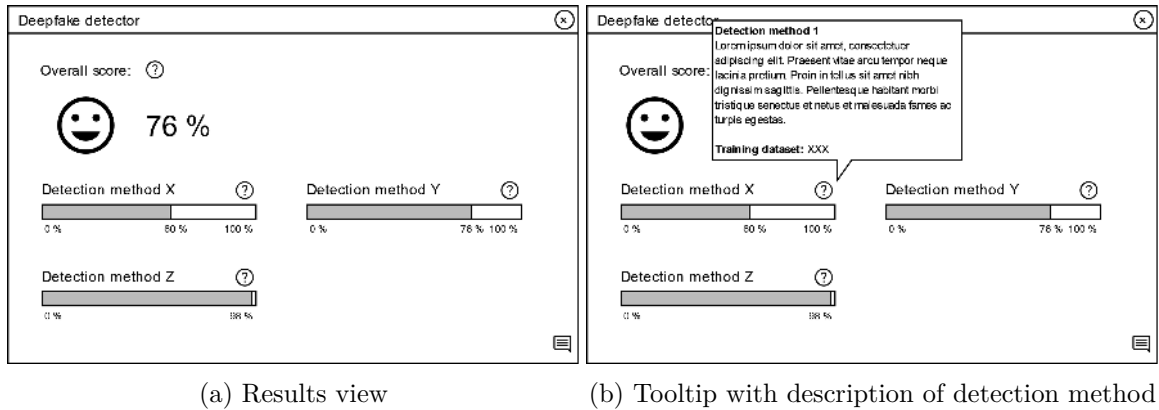 Deepfake detector
Overall score: ?
76 %
Detection method X ?
0 % 60 % 100 %
Detection method Y ?
0 % 76 % 100 %
Detection method Z ?
0 % 98 %
(a) Results view
Deepfake detector
Detection method 1
Lorem ipsum dolor sit amet, consectetuer
adipiscing elit. Praesent vitae arcu tempor neque
lacinia pretium. Proin in tellus sit amet nibh
dignissim sagittis. Pellentesque habitant morbi
tristique senectus et netus et malesuada fames ac
turpis egestas.
Training dataset: XXX
Overall score:
Detection method X ?
0 % 60 % 100 %
Detection method Y ?
0 % 76 % 100 %
Detection method Z ?
0 % 98 %
(b) Tooltip with description of detection method